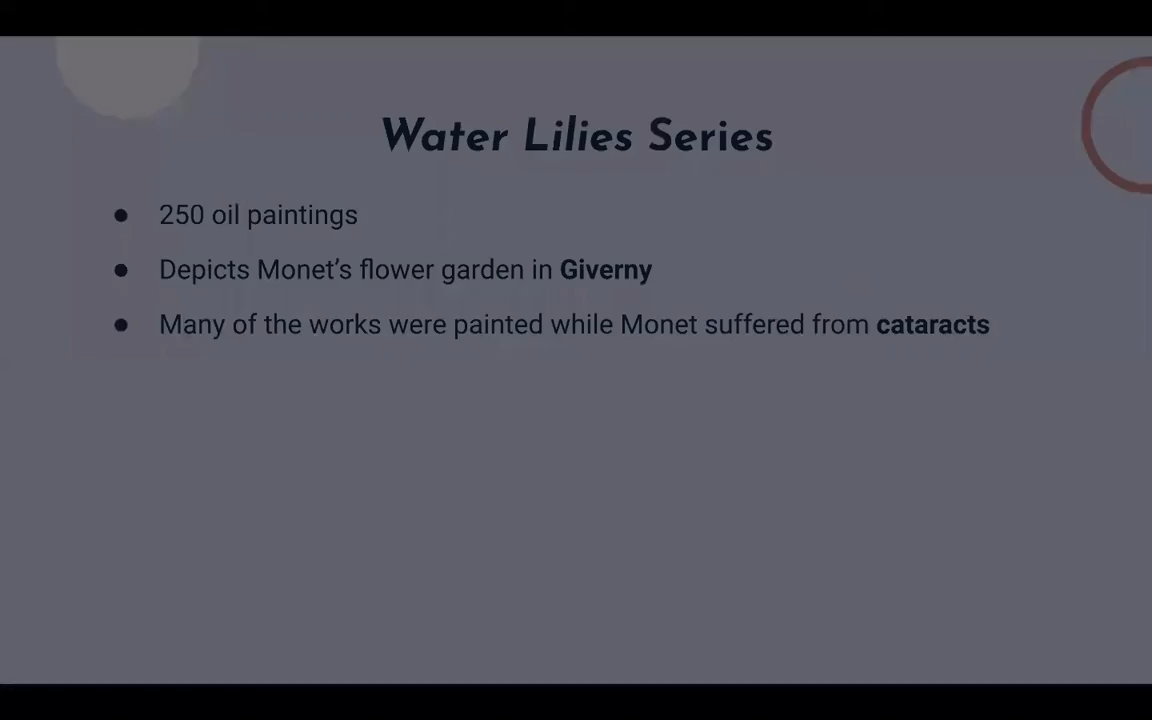 Water Lilies Series
● 250 oil paintings
● Depicts Monet’s flower garden in Giverny
● Many of the works were painted while Monet suffered from cataracts